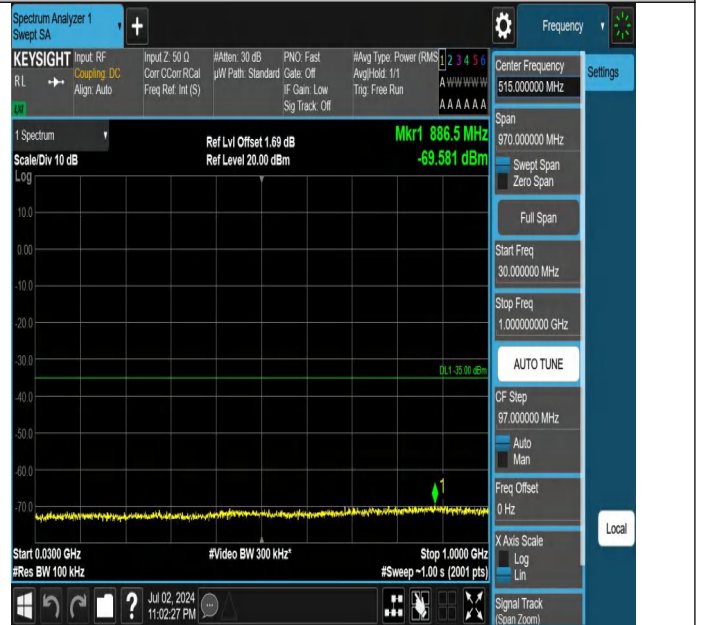 Spectrum Analyzer 1
Swept SA
+
Frequency
KEYSIGHT
RL
LXI
Input: RF
Coupling: DC
Align: Auto
Input Z: 50 Ω
Corr CCorr RCal
Freq Ref: Int (S)
#Atten: 30 dB
µW Path: Standard
PNO: Fast
Gate: Off
IF Gain: Low
Sig Track: Off
#Avg Type: Power (RMS
Avg|Hold: 1/1
Trig: Free Run
1 2 3 4 5 6
A W W W W W
A A A A A A
1 Spectrum
Scale/Div 10 dB
Log
Ref Lvl Offset 1.69 dB
Ref Level 20.00 dBm
Mkr1 886.5 MHz
-69.581 dBm
10.0
0.00
-10.0
-20.0
-30.0
DL1 -35.00 dBm
-40.0
-50.0
-60.0
1
-70.0
Start 0.0300 GHz
#Res BW 100 kHz
#Video BW 300 kHz*
Stop 1.0000 GHz
#Sweep ~1.00 s (2001 pts)
Center Frequency
515.000000 MHz
Settings
Span
970.000000 MHz
Swept Span
Zero Span
Full Span
Start Freq
30.000000 MHz
Stop Freq
1.000000000 GHz
AUTO TUNE
CF Step
97.000000 MHz
Auto
Man
Freq Offset
0 Hz
Local
X Axis Scale
Log
Lin
Signal Track
(Span Zoom)
?
Jul 02, 2024
11:02:27 PM